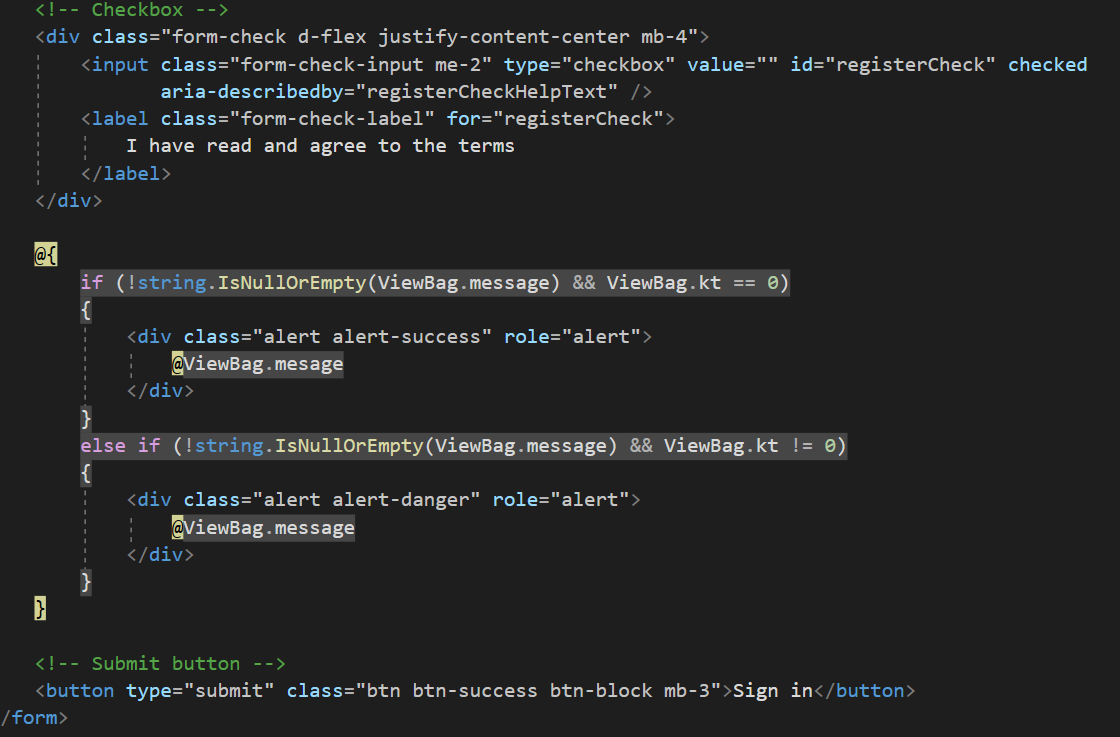 <!-- Checkbox -->
<div class="form-check d-flex justify-content-center mb-4">
<input class="form-check-input me-2" type="checkbox" value="" id="registerCheck" checked
aria-describedby="registerCheckHelpText" />
<label class="form-check-label" for="registerCheck">
I have read and agree to the terms
</label>
</div>
@{
if (!string.IsNullOrEmpty(ViewBag.message) && ViewBag.kt == 0)
{
<div class="alert alert-success" role="alert">
@ViewBag.mesage
</div>
}
else if (!string.IsNullOrEmpty(ViewBag.message) && ViewBag.kt != 0)
{
<div class="alert alert-danger" role="alert">
@ViewBag.message
</div>
}
}
<!-- Submit button -->
<button type="submit" class="btn btn-success btn-block mb-3">Sign in</button>
/form>